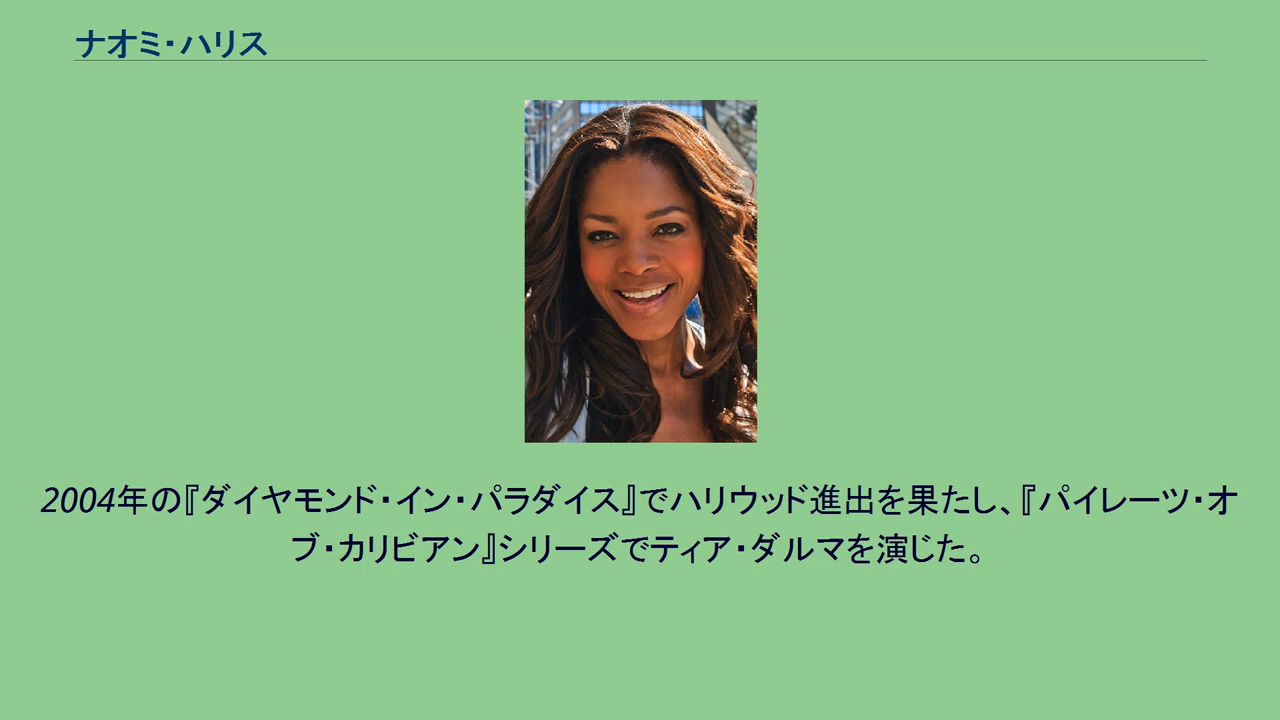 ナオミ・ハリス
2004年の『ダイヤモンド・イン・パラダイス』でハリウッド進出を果たし、『パイレーツ・オ
ブ・カリビアン』シリーズでティア・ダルマを演じた。